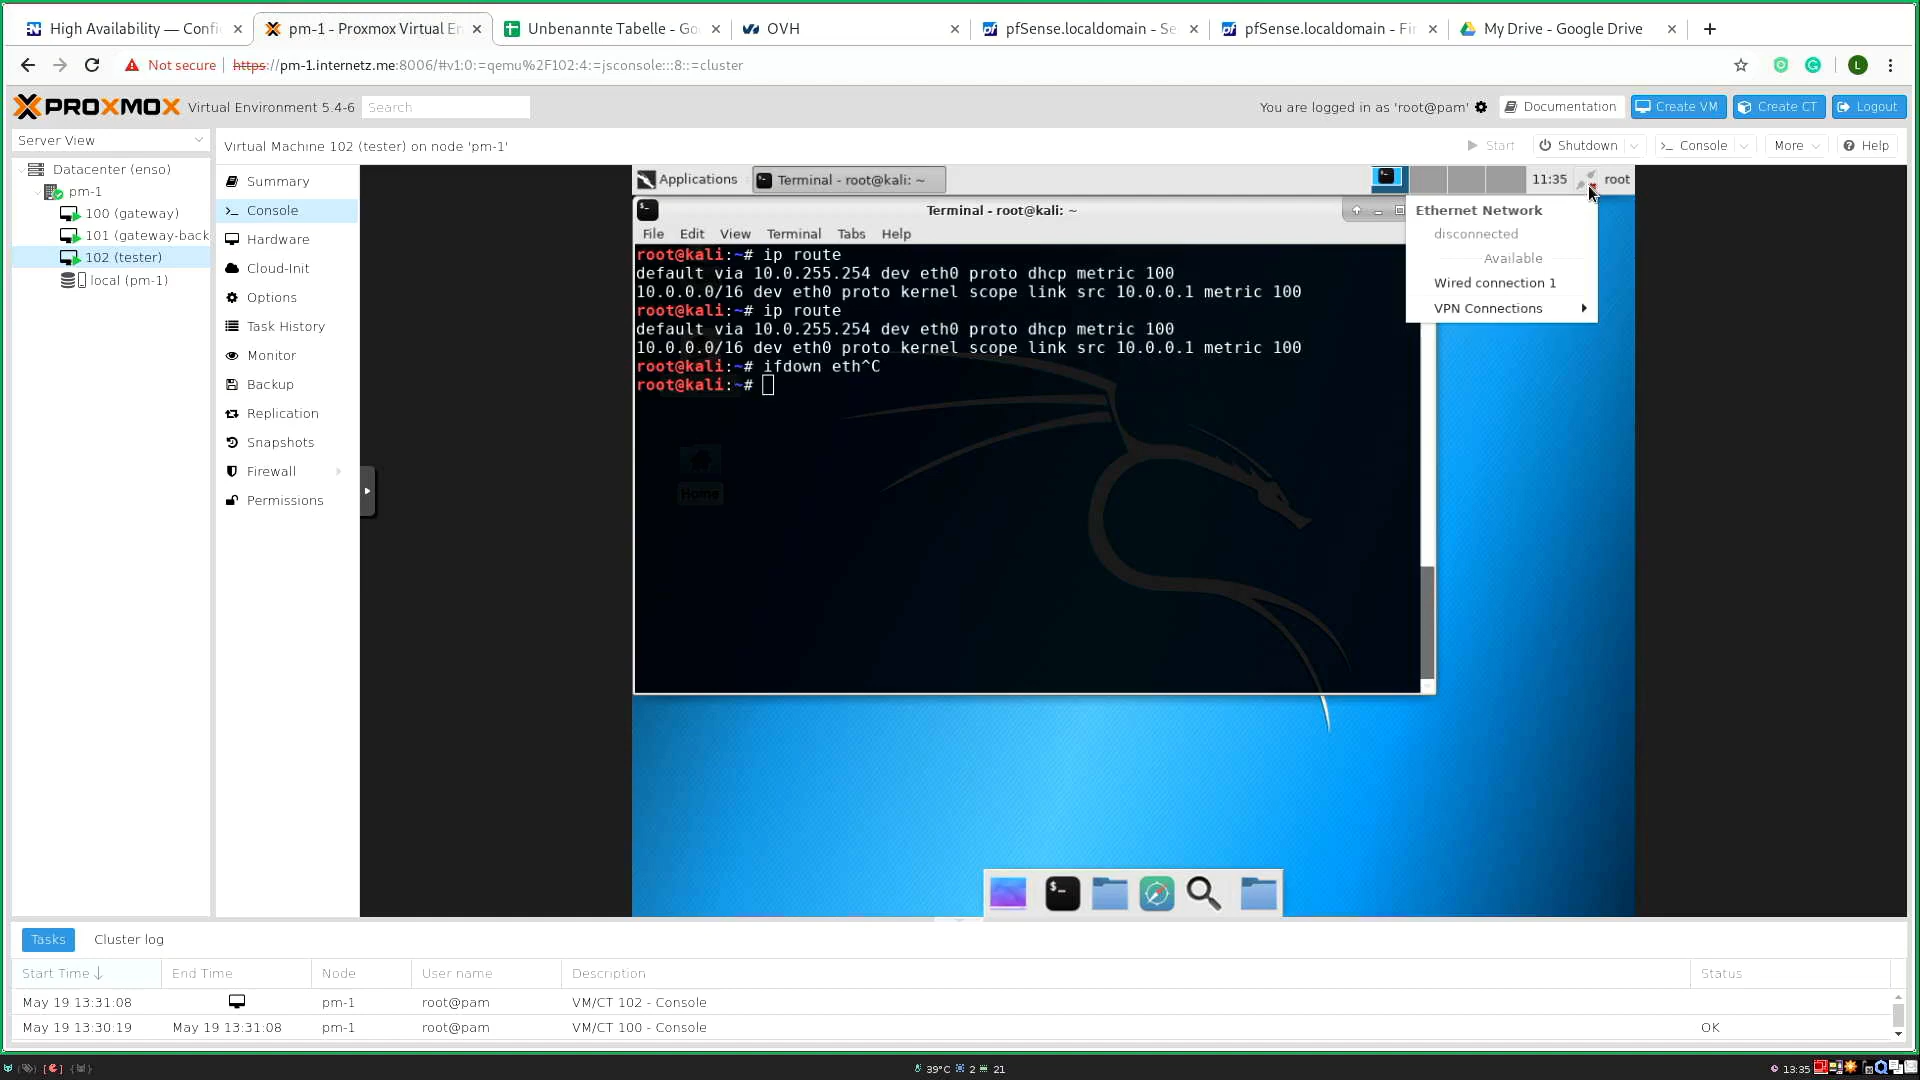 High Availability — Confi
pm-1 - Proxmox Virtual En
Unbenannte Tabelle - Go
OVH
pfSense.localdomain - Se
pfSense.localdomain - Fir
My Drive - Google Drive
Not secure
https://pm-1.internetz.me:8006/#v1:0:=qemu%2F102:4:=jsconsole:::8::=cluster
L
PROXMOX Virtual Environment 5.4-6
Search
You are logged in as 'root@pam'
Documentation
Create VM
Create CT
Logout
Server View
Virtual Machine 102 (tester) on node 'pm-1'
Start
Shutdown
Console
More
Help
Datacenter (enso)
pm-1
100 (gateway)
101 (gateway-back
102 (tester)
local (pm-1)
Summary
Console
Hardware
Cloud-Init
Options
Task History
Monitor
Backup
Replication
Snapshots
Firewall
Permissions
Applications
Terminal - root@kali: ~
11:35
root
Terminal - root@kali: ~
File Edit View Terminal Tabs Help
root@kali:~# ip route
default via 10.0.255.254 dev eth0 proto dhcp metric 100
10.0.0.0/16 dev eth0 proto kernel scope link src 10.0.0.1 metric 100
root@kali:~# ip route
default via 10.0.255.254 dev eth0 proto dhcp metric 100
10.0.0.0/16 dev eth0 proto kernel scope link src 10.0.0.1 metric 100
root@kali:~# ifdown eth^C
root@kali:~#
Home
Ethernet Network
disconnected
Available
Wired connection 1
VPN Connections
Tasks
Cluster log
Start Time End Time Node User name Description Status
May 19 13:31:08 pm-1 root@pam VM/CT 102 - Console
May 19 13:30:19 May 19 13:31:08 pm-1 root@pam VM/CT 100 - Console OK
39°C 2 21
13:35